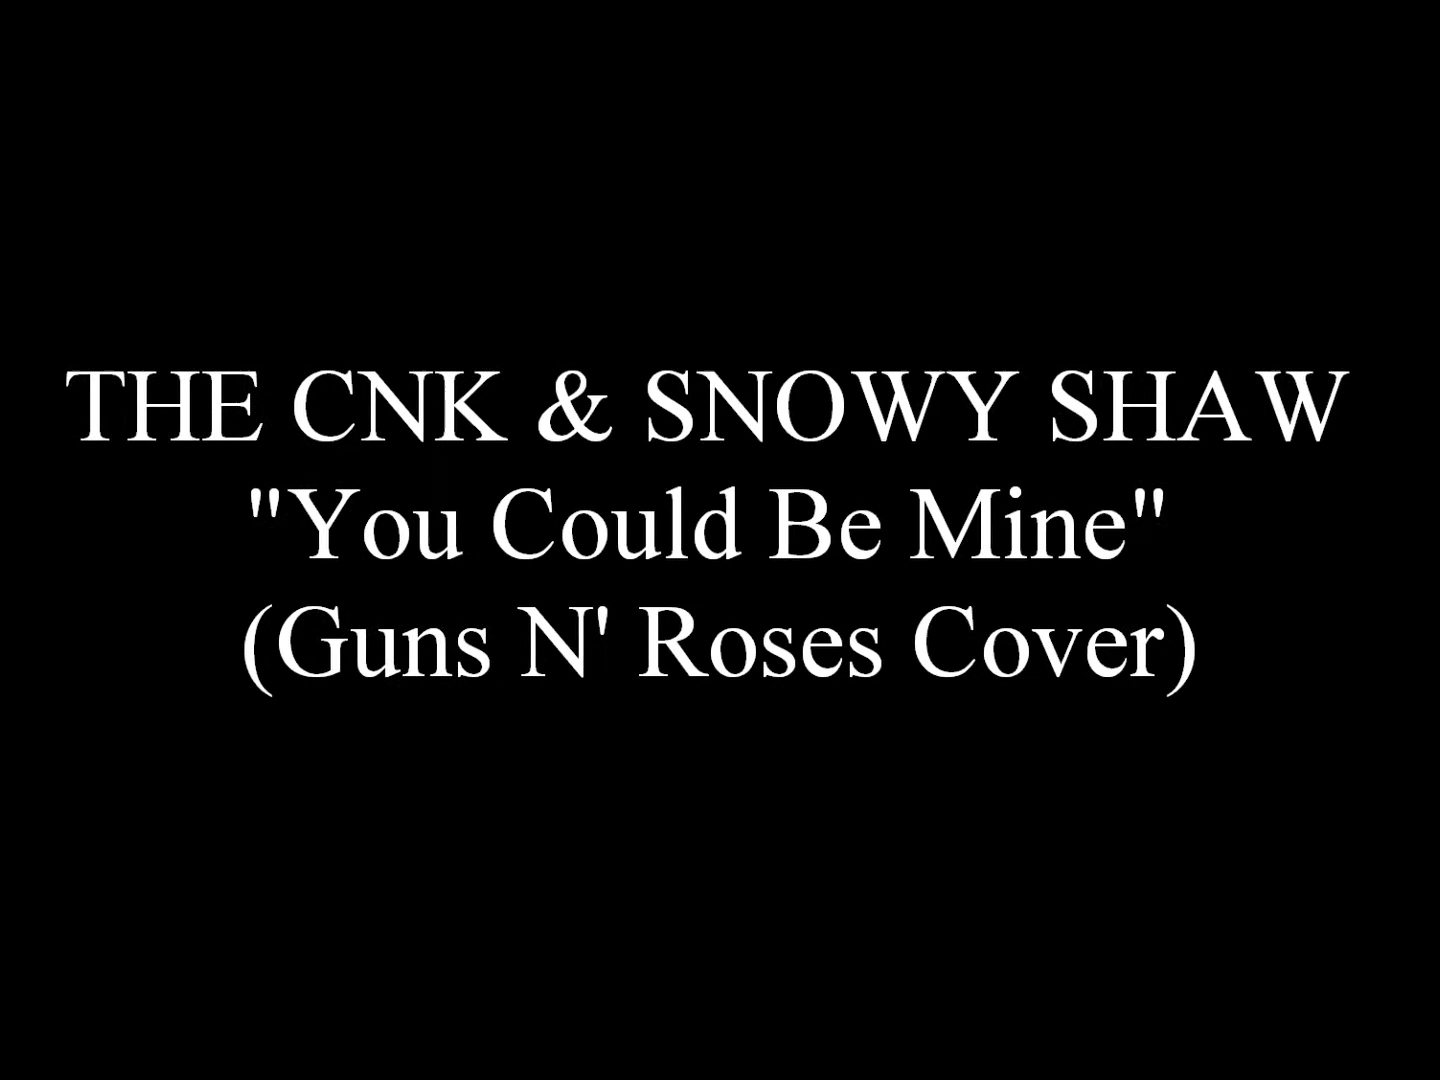 THE CNK & SNOWY SHAW
"You Could Be Mine"
(Guns N' Roses Cover)